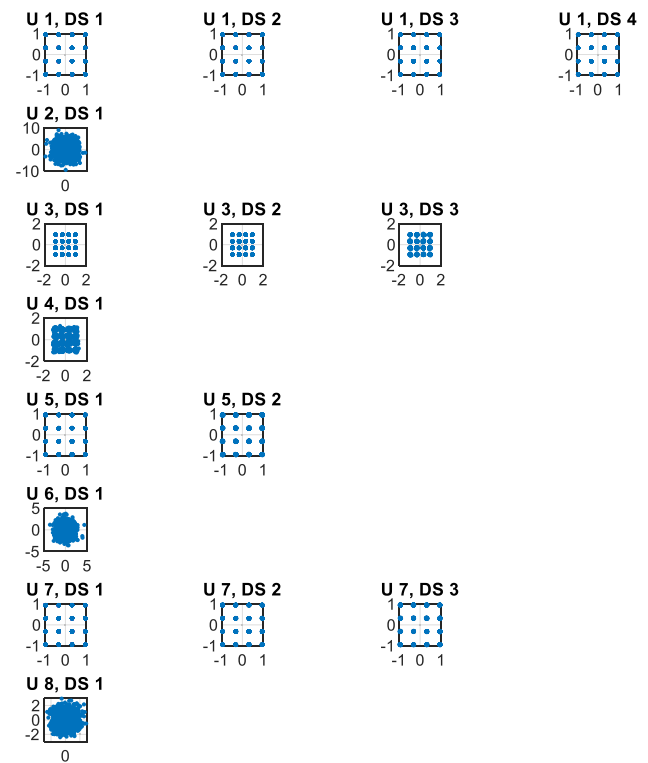 U 1, DS 1 U 1, DS 2 U 1, DS 3 U 1, DS 4
1 1 1 1
0 0 0 0
-1 -1 -1 -1
-1 0 1 -1 0 1 -1 0 1 -1 0 1
U 2, DS 1
10
0
-10
0
U 3, DS 1 U 3, DS 2 U 3, DS 3
2 2 2
0 0 0
-2 -2 -2
-2 0 2 -2 0 2 -2 0 2
U 4, DS 1
2
0
-2
-2 0 2
U 5, DS 1 U 5, DS 2
1 1
0 0
-1 -1
-1 0 1 -1 0 1
U 6, DS 1
5
0
-5
-5 0 5
U 7, DS 1 U 7, DS 2 U 7, DS 3
1 1 1
0 0 0
-1 -1 -1
-1 0 1 -1 0 1 -1 0 1
U 8, DS 1
2
0
-2
0